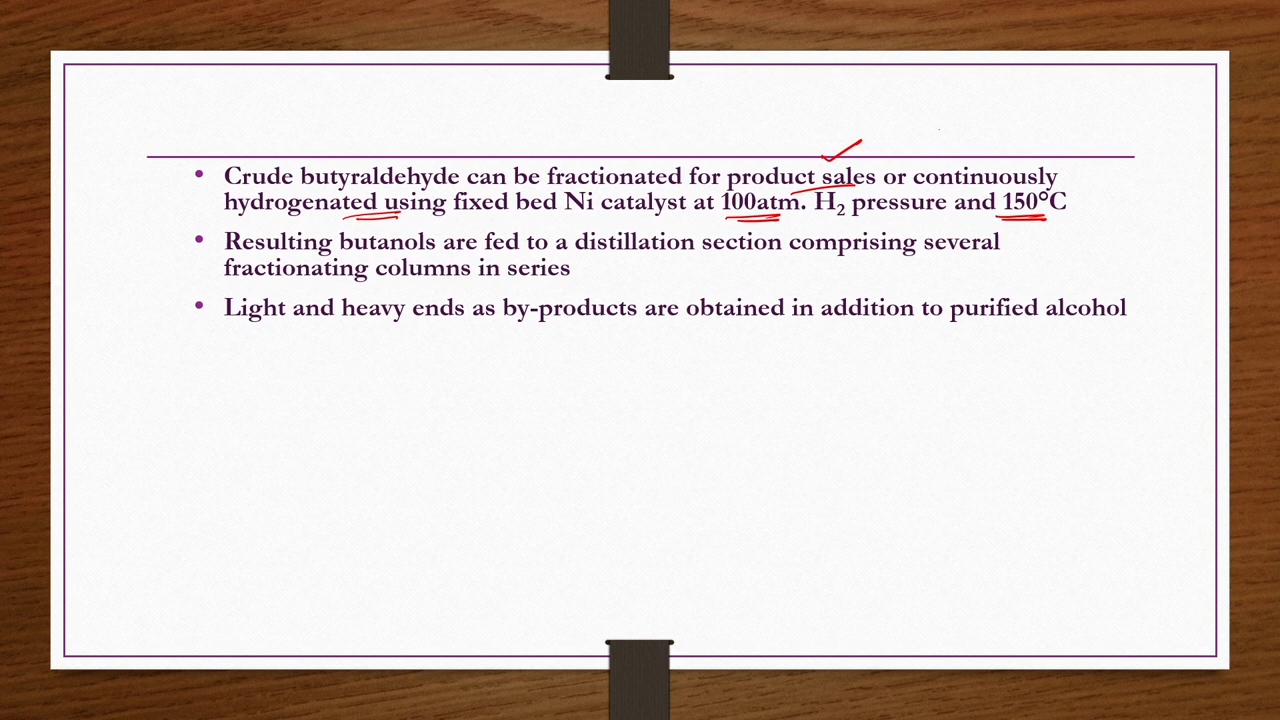 • Crude butyraldehyde can be fractionated for product sales or continuously
hydrogenated using fixed bed Ni catalyst at 100atm. H₂ pressure and 150°C
• Resulting butanols are fed to a distillation section comprising several
fractionating columns in series
• Light and heavy ends as by-products are obtained in addition to purified alcohol